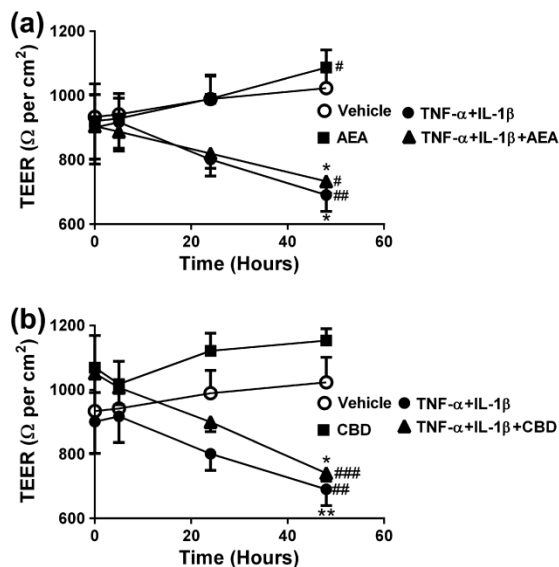 (a)
1200
1000
800
600
TEER (Ω per cm²)
#
Vehicle TNF-α+IL-1β
AEA TNF-α+IL-1β+AEA
*
#
##
*
0 20 40 60
Time (Hours)
(b)
1200
1000
800
600
TEER (Ω per cm²)
Vehicle TNF-α+IL-1β
CBD TNF-α+IL-1β+CBD
*
###
##
**
0 20 40 60
Time (Hours)